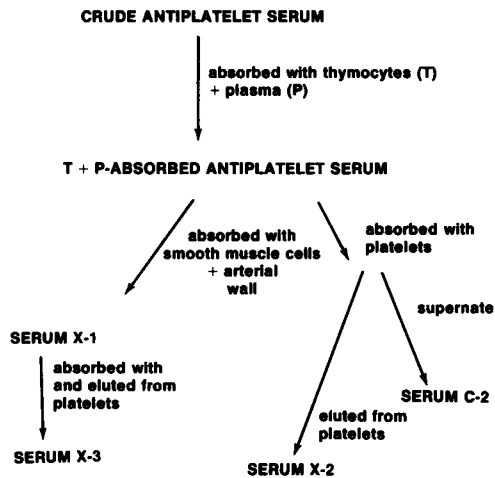 CRUDE ANTIPLATELET SERUM
absorbed with thymocytes (T)
+ plasma (P)
T + P-ABSORBED ANTIPLATELET SERUM
absorbed with
smooth muscle cells
+ arterial
wall
absorbed with
platelets
supernate
SERUM X-1
absorbed with
and eluted from
platelets
SERUM C-2
eluted from
platelets
SERUM X-3
SERUM X-2